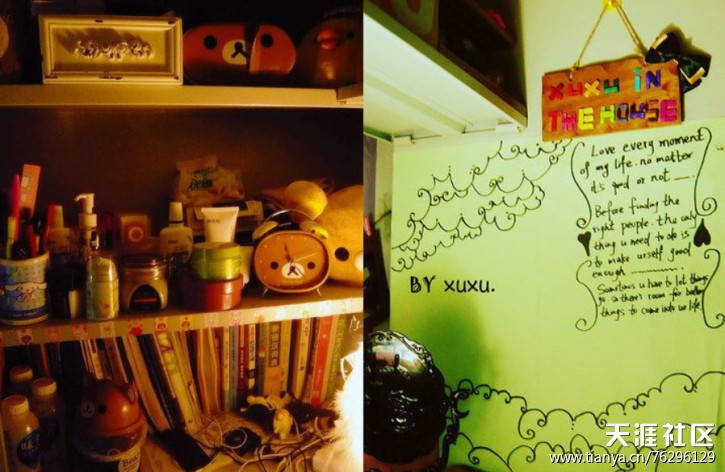 XUXU IN
THE HOUSE
Love every moment
of my life. no matter
it's good or not
Before finding the
right people. the only
thing u need to do is
to make urself good
enough
Sometimes u have to let things
go so there's room for better
things to come into ur life.
BY xuxu.
天涯社区
www.tianya.cn/76296129